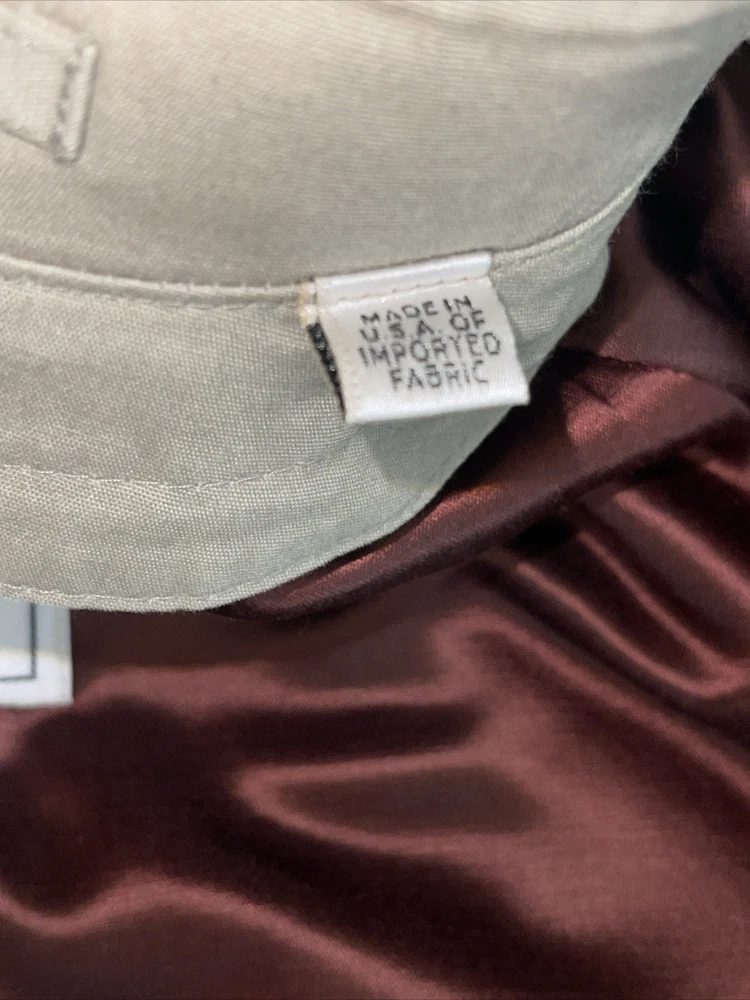 MADE IN
U.S.A. OF
IMPORTED
FABRIC